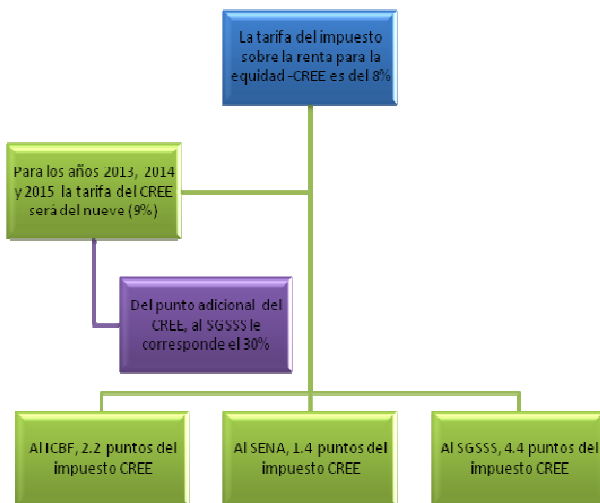 La tarifa del impuesto
sobre la renta para la
equidad -CREE es del 8%
Para los años 2013, 2014
y 2015 la tarifa del CREE
será del nueve (9%)
Del punto adicional del
CREE, al SGSSS le
corresponde el 30%
Al ICBF, 2.2 puntos del
impuesto CREE
Al SENA, 1.4 puntos del
impuesto CREE
Al SGSSS, 4.4 puntos del
impuesto CREE